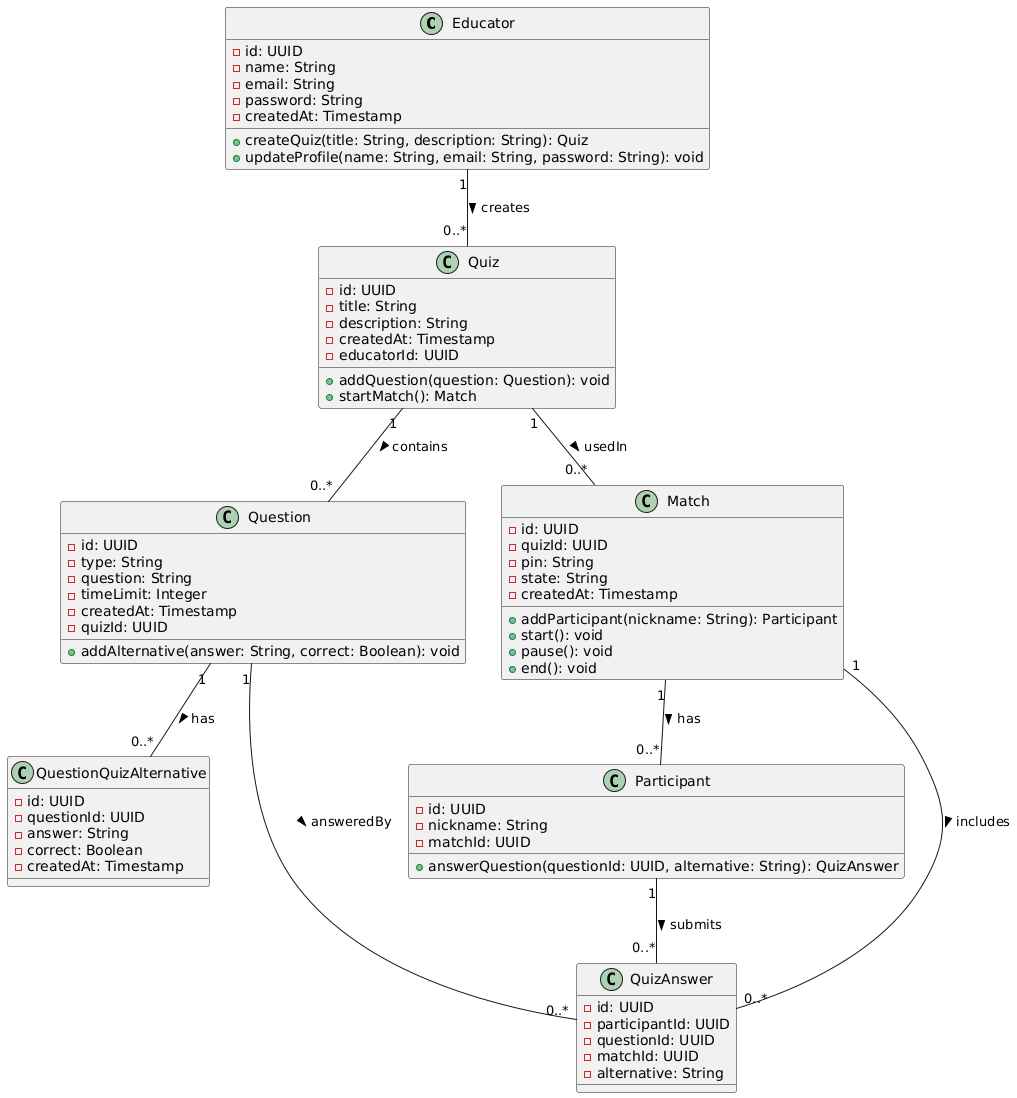 C Educator
id: UUID
name: String
email: String
password: String
createdAt: Timestamp
createQuiz(title: String, description: String): Quiz
updateProfile(name: String, email: String, password: String): void
1
creates
0..*
C Quiz
id: UUID
title: String
description: String
createdAt: Timestamp
educatorId: UUID
addQuestion(question: Question): void
startMatch(): Match
1
contains
0..*
1
usedIn
0..*
C Question
id: UUID
type: String
question: String
timeLimit: Integer
createdAt: Timestamp
quizId: UUID
addAlternative(answer: String, correct: Boolean): void
C Match
id: UUID
quizId: UUID
pin: String
state: String
createdAt: Timestamp
addParticipant(nickname: String): Participant
start(): void
pause(): void
end(): void
1
has
0..*
1
answeredBy
0..*
1
has
0..*
1
includes
0..*
C QuestionQuizAlternative
id: UUID
questionId: UUID
answer: String
correct: Boolean
createdAt: Timestamp
C Participant
id: UUID
nickname: String
matchId: UUID
answerQuestion(questionId: UUID, alternative: String): QuizAnswer
1
submits
0..*
C QuizAnswer
id: UUID
participantId: UUID
questionId: UUID
matchId: UUID
alternative: String